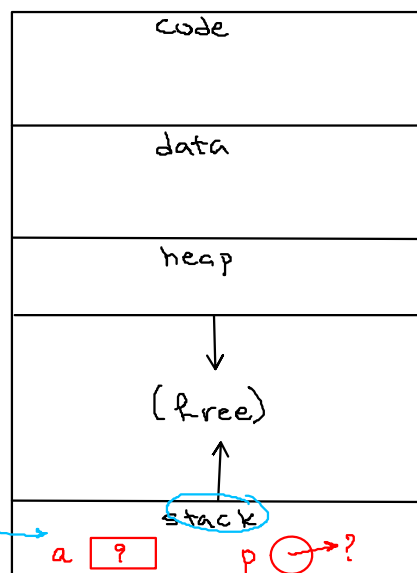 code
data
heap
(free)
stack
a ? p ?